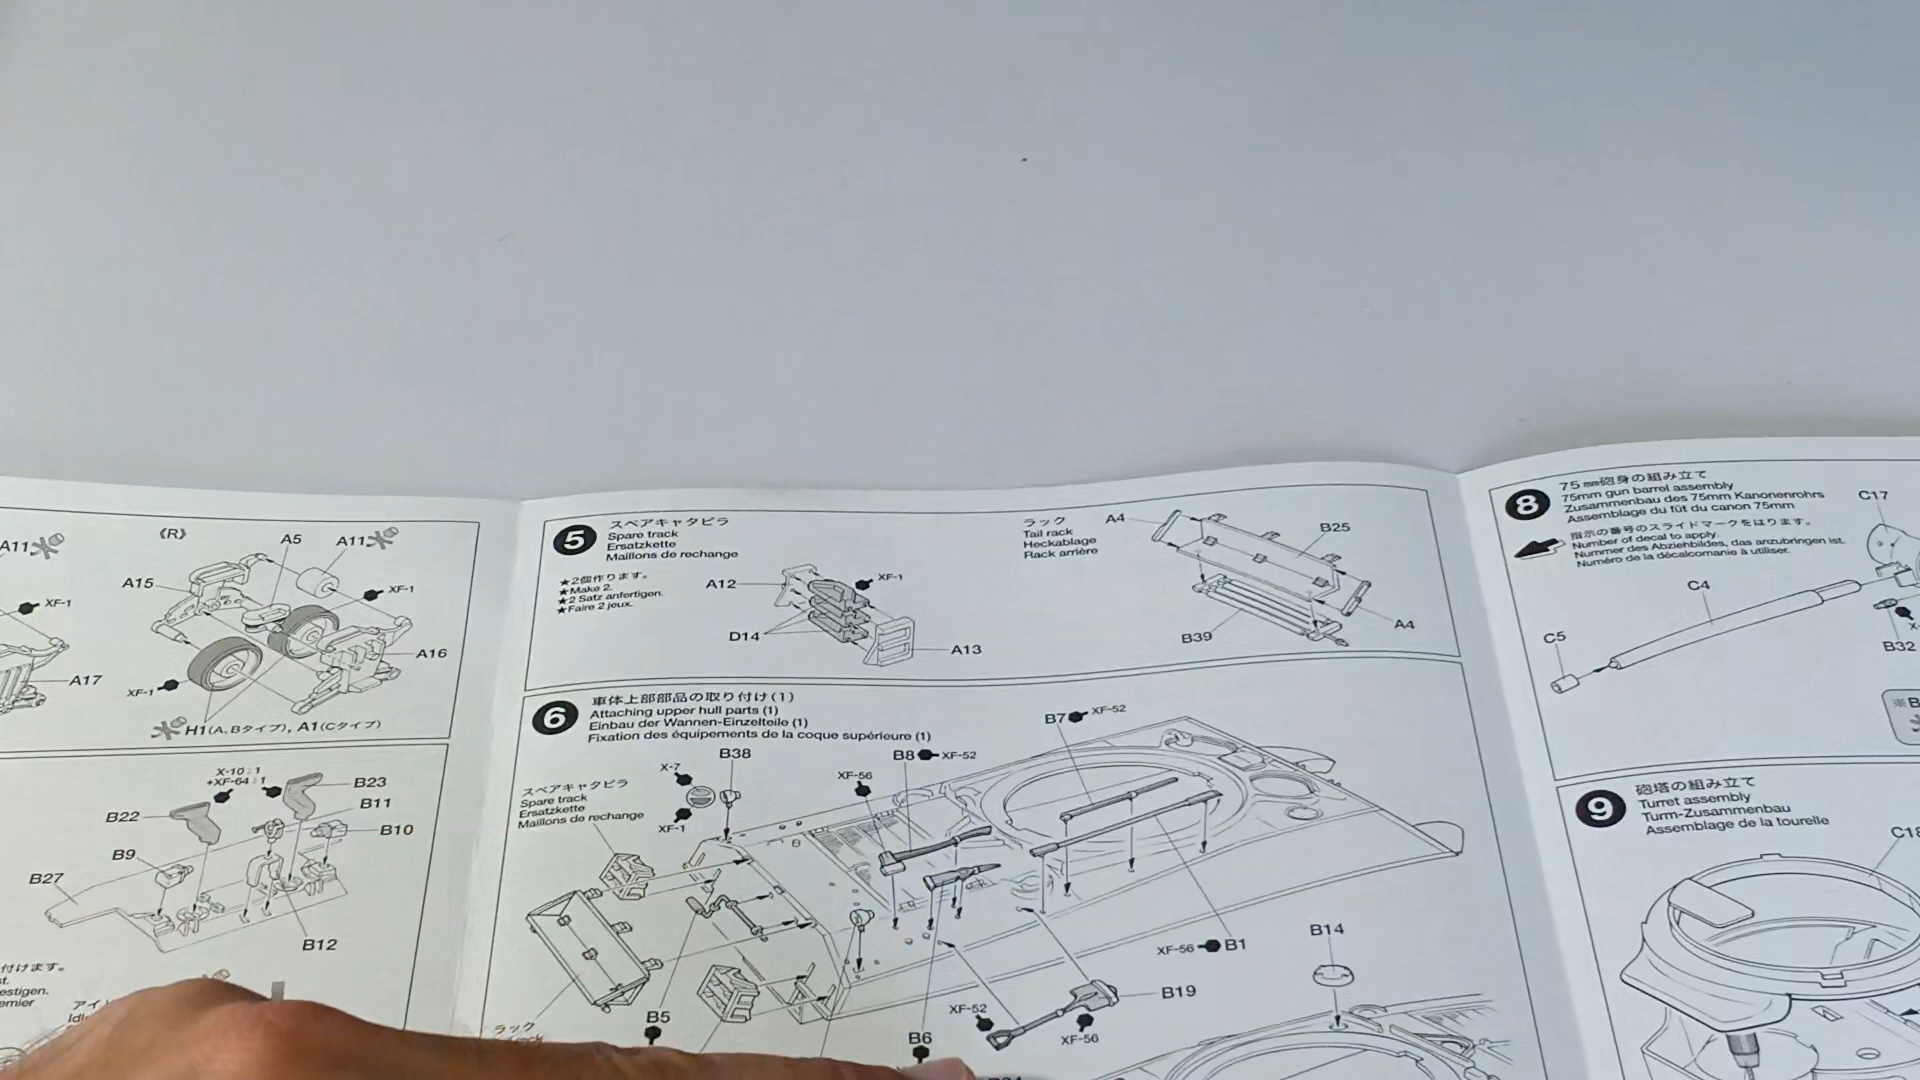 A11
《R》
A5
A11
A15
XF-1
XF-1
A16
A17
XF-1
H1(A、Bタイプ), A1(Cタイプ)
X-10:1
+XF-64:1
B23
B22
B11
B10
B9
B27
B12
付けます。
estigen.
emier
5
スペアキャタピラ
Spare track
Ersatzkette
Maillons de rechange
★2個作ります。
★Make 2.
★2 Satz anfertigen.
★Faire 2 jeux.
A12
XF-1
D14
A13
ラック
Tail rack
Heckablage
Rack arrière
A4
B25
B39
A4
6
車体上部部品の取り付け(1)
Attaching upper hull parts (1)
Einbau der Wannen-Einzelteile (1)
Fixation des équipements de la coque supérieure (1)
B7
XF-52
X-7
B38
B8
XF-52
XF-56
XF-1
スペアキャタピラ
Spare track
Ersatzkette
Maillons de rechange
XF-56
B1
B14
B19
XF-52
XF-56
B5
B6
ラック
8
75mm砲身の組み立て
75mm gun barrel assembly
Zusammenbau des 75mm Kanonenrohrs
Assemblage du fût du canon 75mm
指示の番号のスライドマークをはります。
Number of decal to apply.
Nummer des Abziehbildes, das anzubringen ist.
Numéro de la décalcomanie à utiliser.
C17
C4
C5
B32
9
砲塔の組み立て
Turret assembly
Turm-Zusammenbau
Assemblage de la tourelle
C18